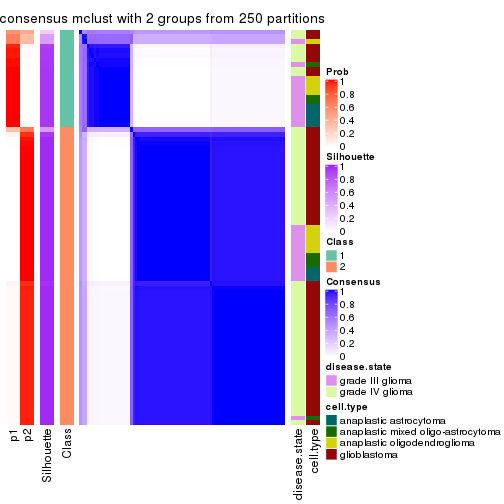 consensus mclust with 2 groups from 250 partitions
Prob
1
0.8
0.6
0.4
0.2
0
Silhouette
1
0.8
0.6
0.4
0.2
0
Class
1
2
Consensus
1
0.8
0.6
0.4
0.2
0
disease.state
grade III glioma
grade IV glioma
cell.type
anaplastic astrocytoma
anaplastic mixed oligo-astrocytoma
anaplastic oligodendroglioma
glioblastoma
p1
p2
Silhouette
Class
disease.state
cell.type